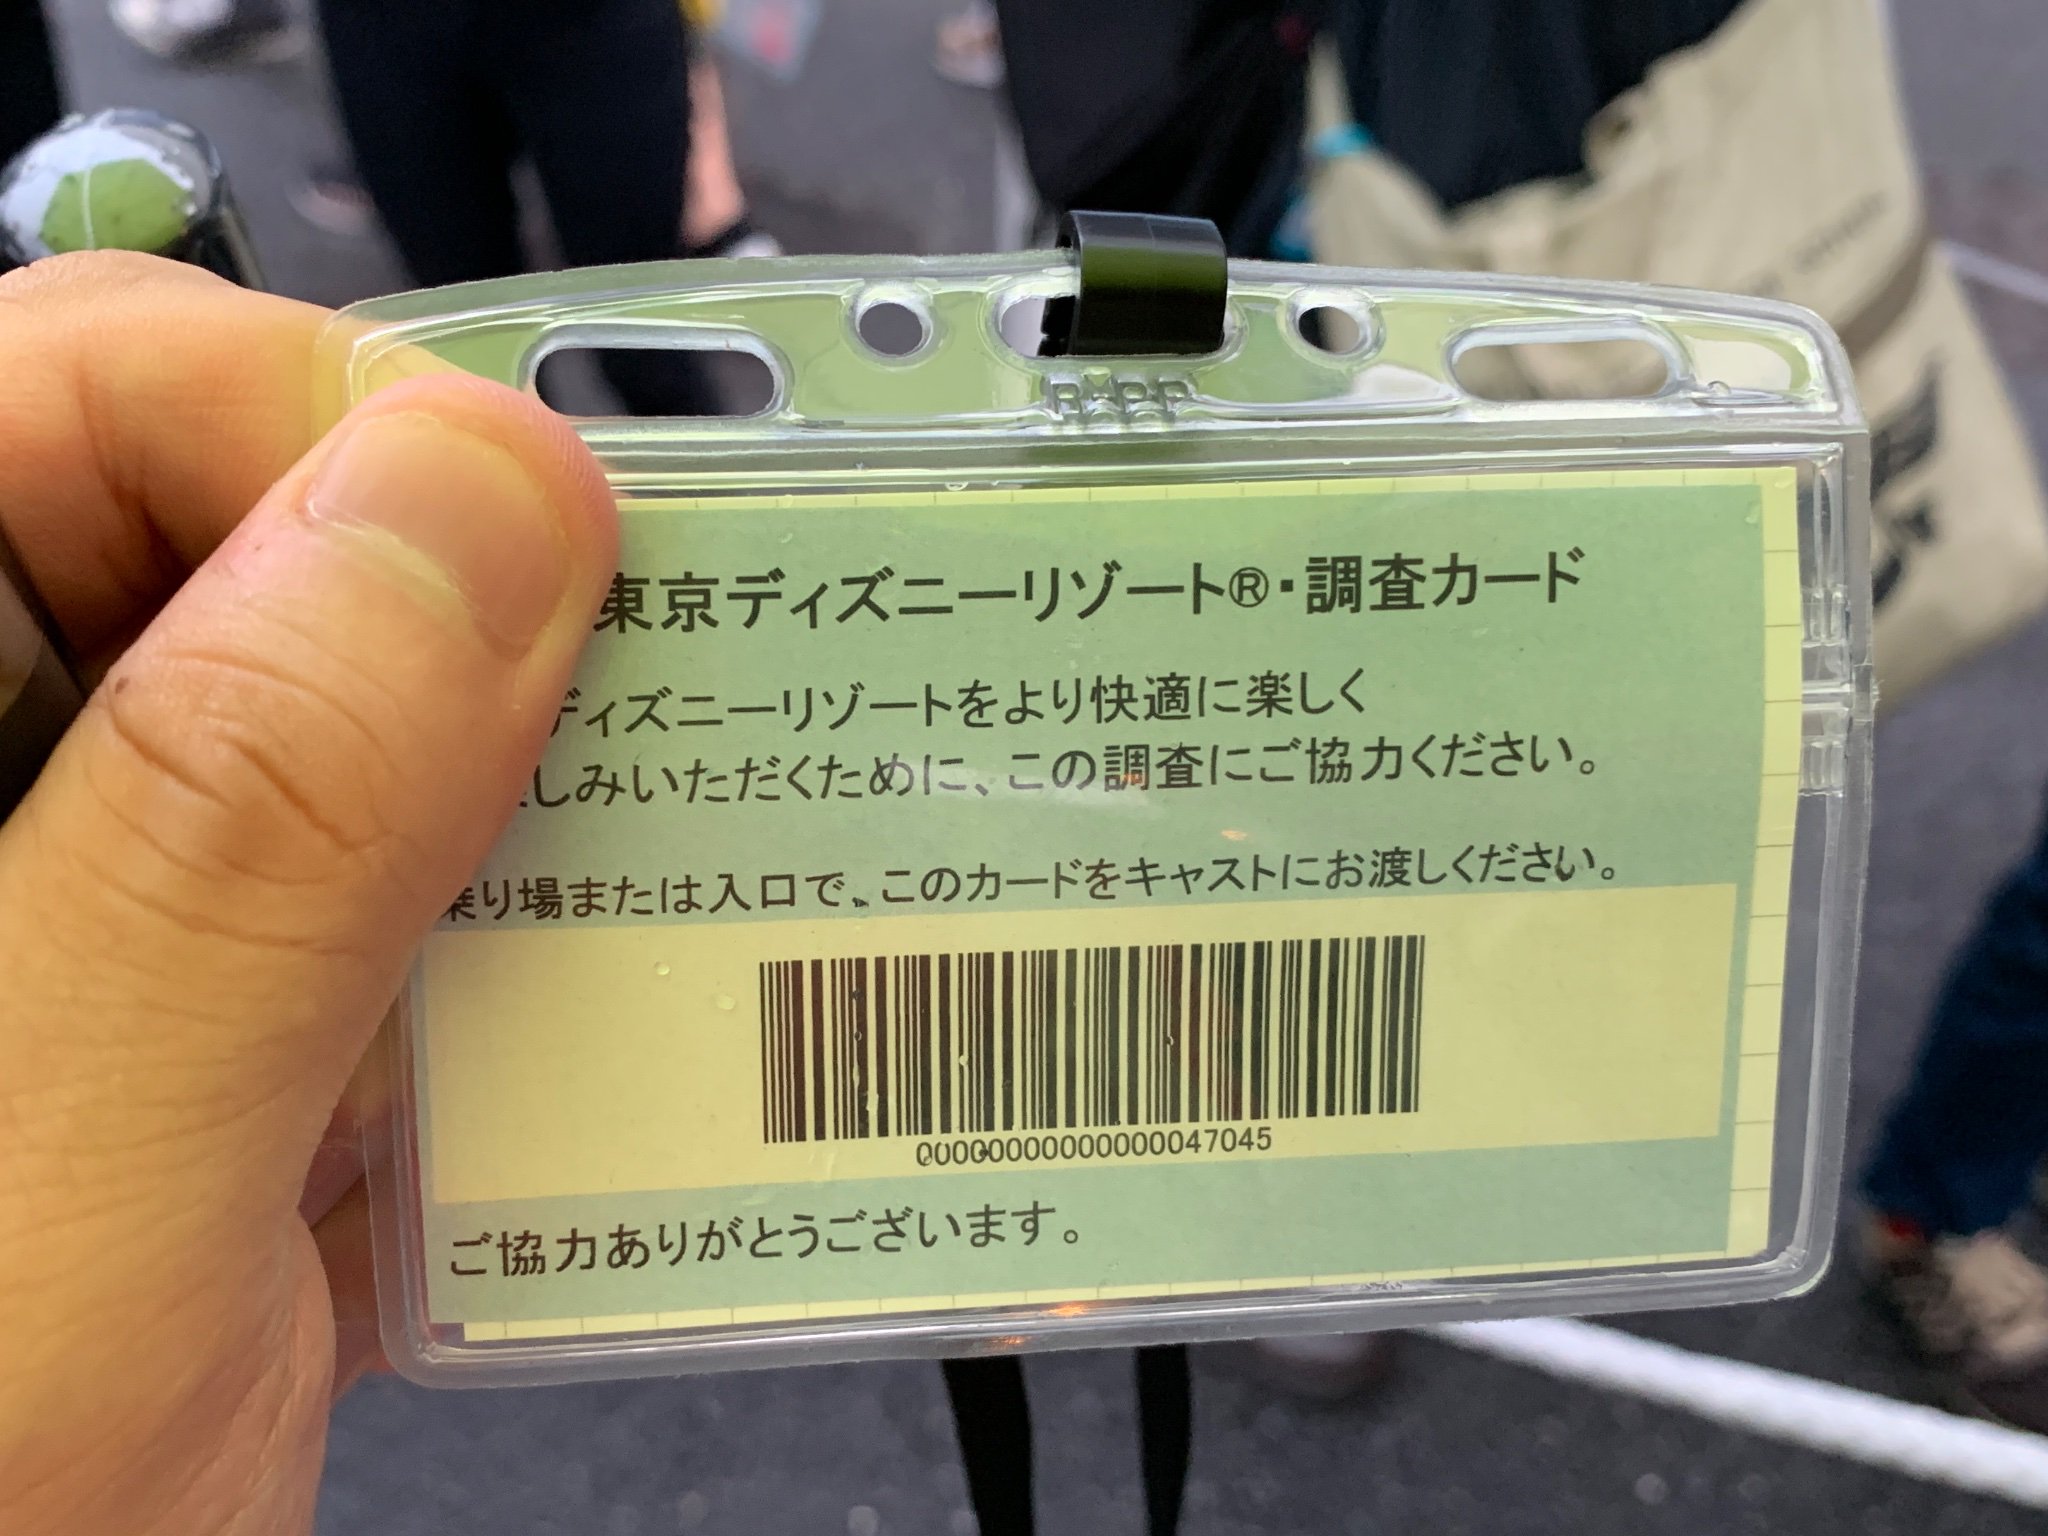 R-PP
東京ディズニーリゾート®・調査カード
ディズニーリゾートをより快適に楽しく
しみいただくために、この調査にご協力ください。
乗り場または入口で、このカードをキャストにお渡しください。
00000000000000047045
ご協力ありがとうございます。